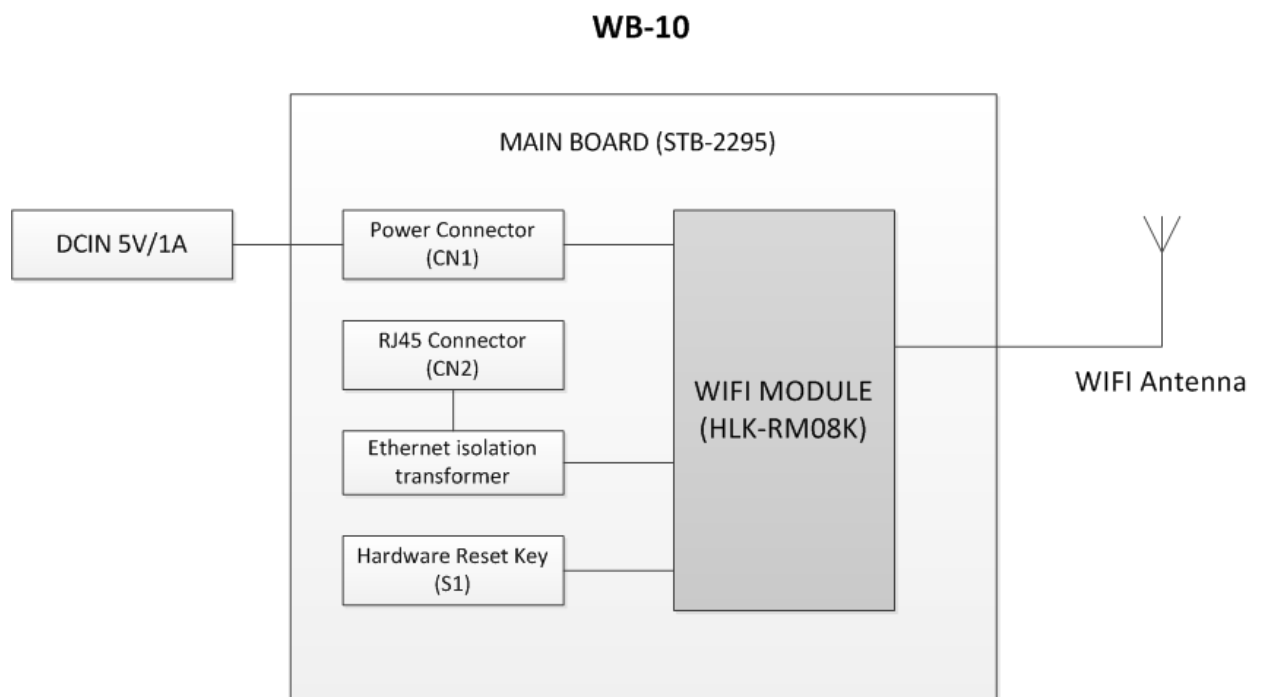 WB-10
MAIN BOARD (STB-2295)
DCIN 5V/1A
Power Connector
(CN1)
RJ45 Connector
(CN2)
Ethernet isolation
transformer
Hardware Reset Key
(S1)
WIFI MODULE
(HLK-RM08K)
WIFI Antenna